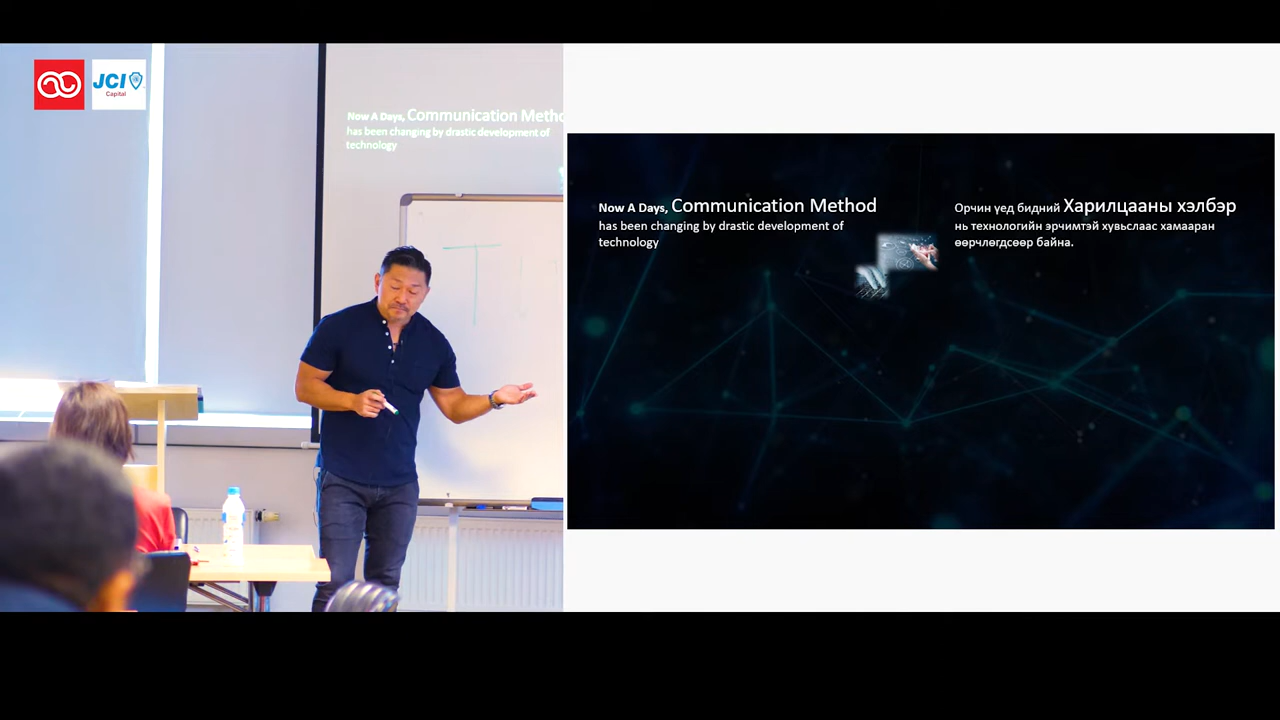 JCI
Capital
Now A Days, Communication Metho
has been changing by drastic development of
technology
Now A Days, Communication Method
has been changing by drastic development of
technology
Орчин үед бидний Харилцааны хэлбэр
нь технологийн эрчимтэй хувьслаас хамааран
өөрчлөгдсөөр байна.